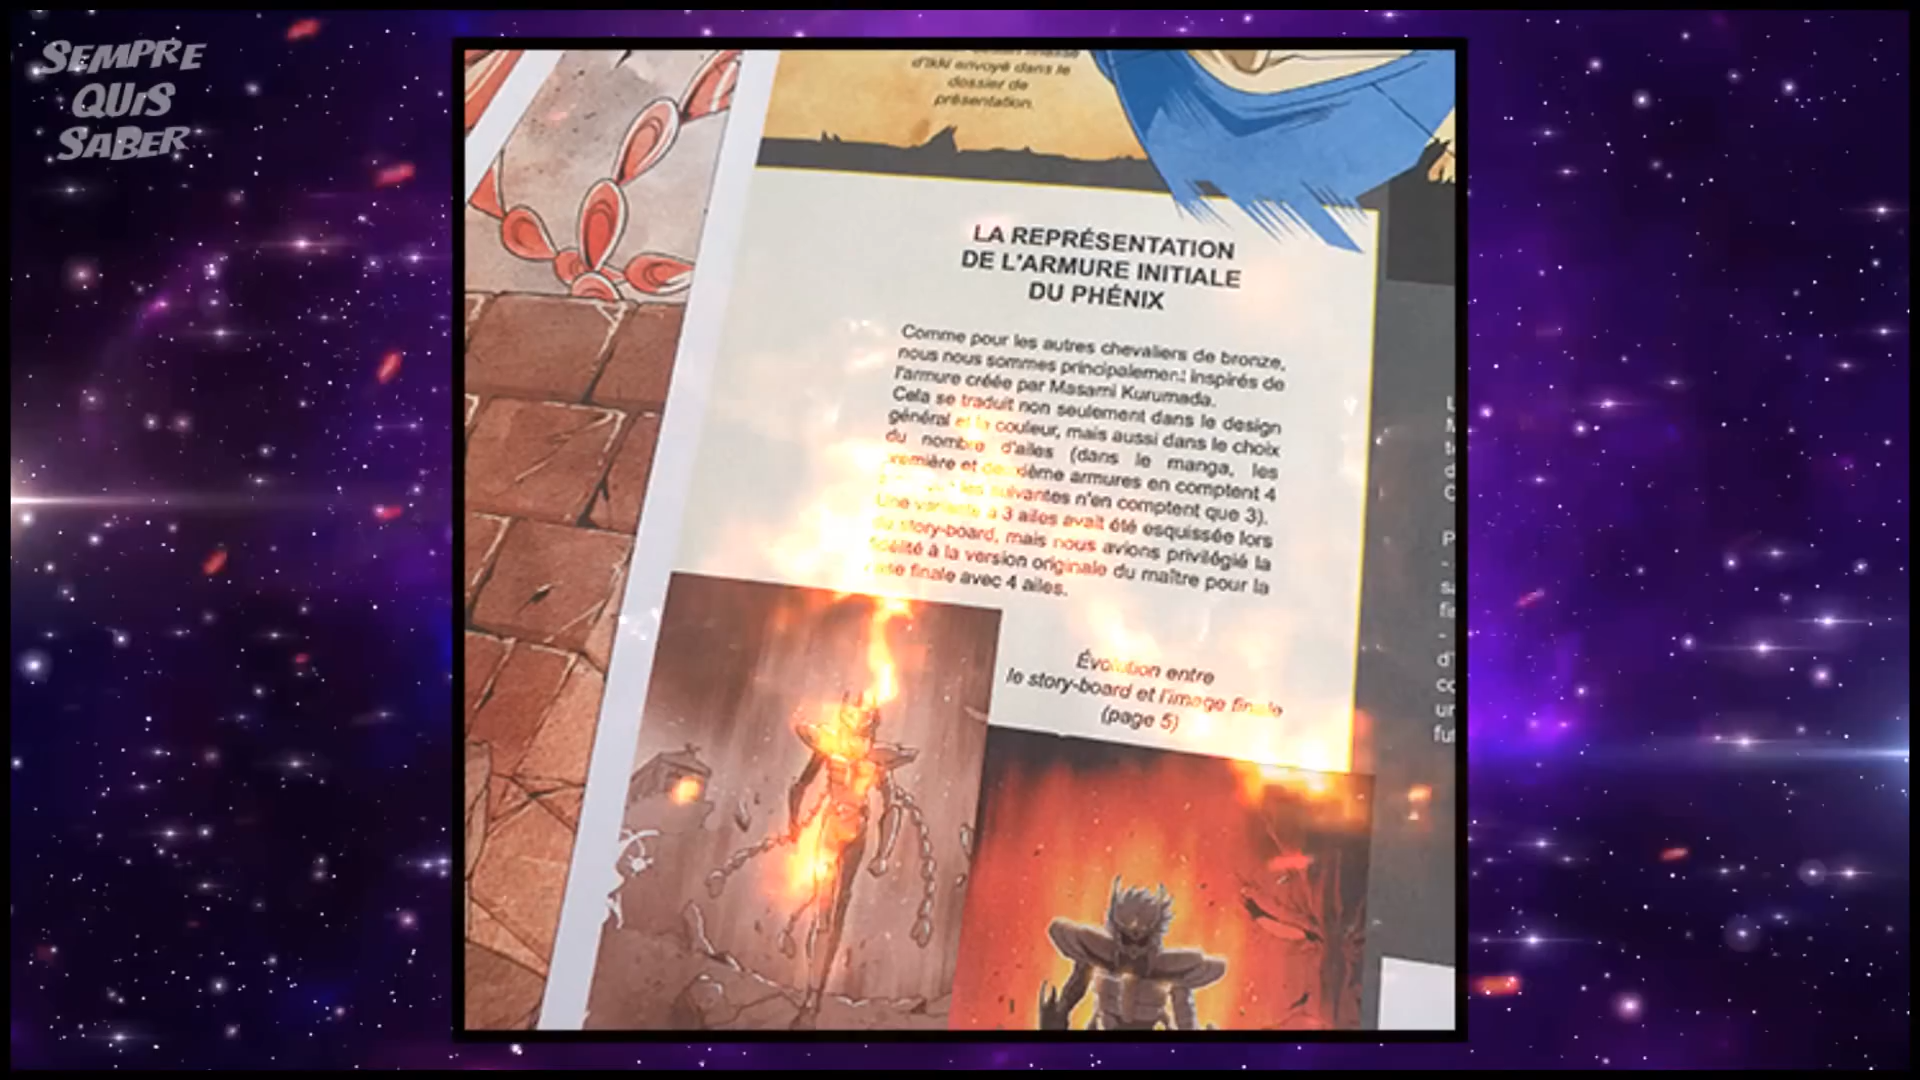 SEMPRE
QUIS
SABER
d'Ikki envoyé dans le
dossier de
présentation.
LA REPRÉSENTATION
DE L'ARMURE INITIALE
DU PHÉNIX
Comme pour les autres chevaliers de bronze,
nous nous sommes principalement inspirés de
l'armure créée par Masami Kurumada.
Cela se traduit non seulement dans le design
général et la couleur, mais aussi dans le choix
du nombre d'ailes (dans le manga, les
première et armures en comptent 4
les suivantes n'en comptent que 3).
Une variante à 3 ailes avait été esquissée lors
du story-board, mais nous avions privilégié la
fidélité à la version originale du maître pour la
finale avec 4 ailes.
Évolution entre
le story-board et l'image finale
(page 5)